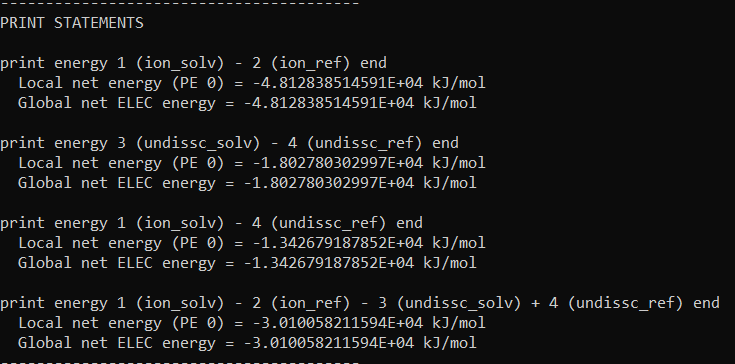 ----------------------------------------
PRINT STATEMENTS
print energy 1 (ion_solv) - 2 (ion_ref) end
Local net energy (PE 0) = -4.812838514591E+04 kJ/mol
Global net ELEC energy = -4.812838514591E+04 kJ/mol
print energy 3 (undissc_solv) - 4 (undissc_ref) end
Local net energy (PE 0) = -1.802780302997E+04 kJ/mol
Global net ELEC energy = -1.802780302997E+04 kJ/mol
print energy 1 (ion_solv) - 4 (undissc_ref) end
Local net energy (PE 0) = -1.342679187852E+04 kJ/mol
Global net ELEC energy = -1.342679187852E+04 kJ/mol
print energy 1 (ion_solv) - 2 (ion_ref) - 3 (undissc_solv) + 4 (undissc_ref) end
Local net energy (PE 0) = -3.010058211594E+04 kJ/mol
Global net ELEC energy = -3.010058211594E+04 kJ/mol
----------------------------------------